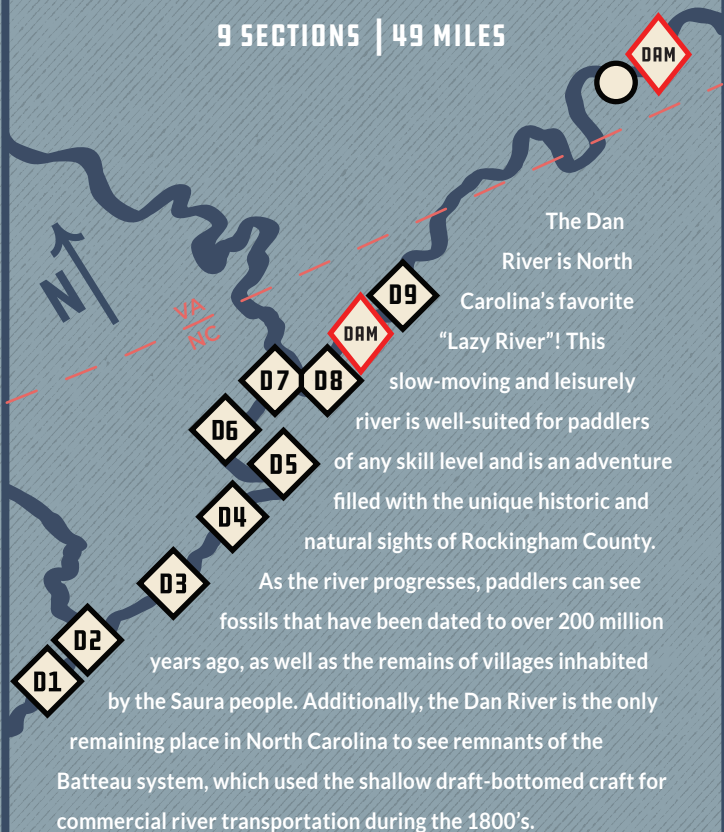 9 SECTIONS | 49 MILES
DAM
The Dan
River is North
Carolina's favorite
"Lazy River"! This
slow-moving and leisurely
river is well-suited for paddlers
of any skill level and is an adventure
filled with the unique historic and
natural sights of Rockingham County.
As the river progresses, paddlers can see
fossils that have been dated to over 200 million
years ago, as well as the remains of villages inhabited
by the Saura people. Additionally, the Dan River is the only
remaining place in North Carolina to see remnants of the
Batteau system, which used the shallow draft-bottomed craft for
commercial river transportation during the 1800's.
N
VA
NC
D9
DAM
D7
D8
D6
D5
D4
D3
D2
D1